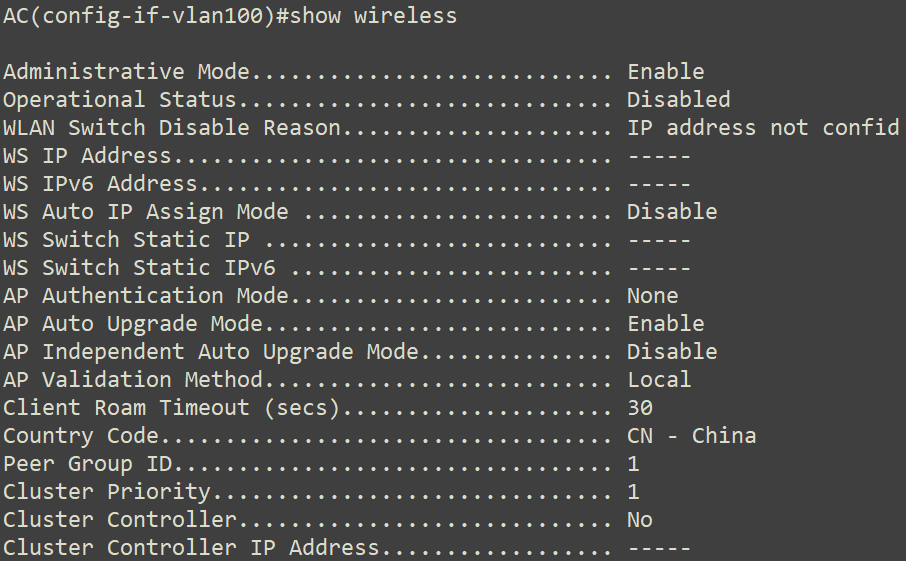 AC(config-if-vlan100)#show wireless
Administrative Mode............................ Enable
Operational Status............................. Disabled
WLAN Switch Disable Reason..................... IP address not confid
WS IP Address.................................. -----
WS IPv6 Address................................ -----
WS Auto IP Assign Mode ........................ Disable
WS Switch Static IP ........................... -----
WS Switch Static IPv6 ......................... -----
AP Authentication Mode......................... None
AP Auto Upgrade Mode........................... Enable
AP Independent Auto Upgrade Mode............... Disable
AP Validation Method........................... Local
Client Roam Timeout (secs)..................... 30
Country Code................................... CN - China
Peer Group ID.................................. 1
Cluster Priority............................... 1
Cluster Controller............................. No
Cluster Controller IP Address.................. -----